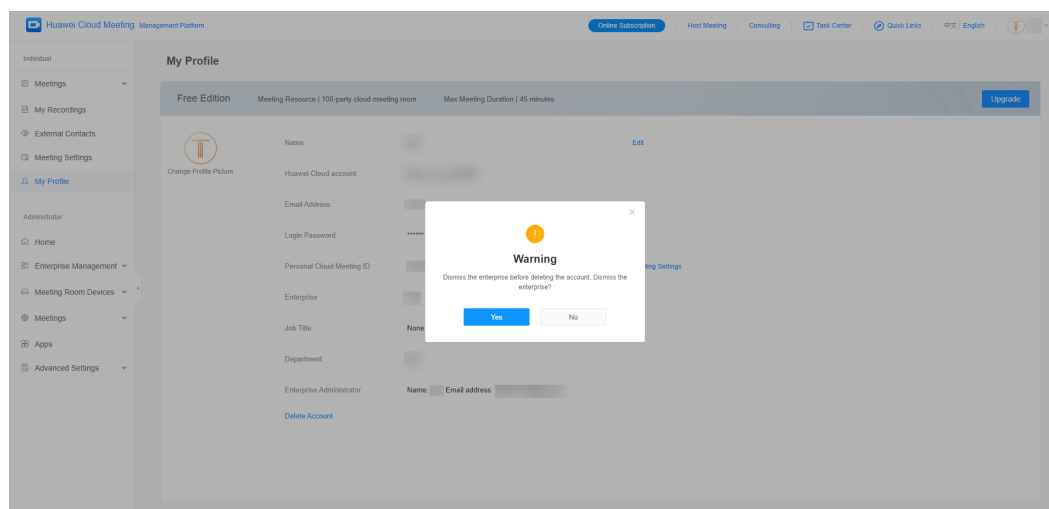 Huawei Cloud Meeting Management Platform
Online Subscription Host Meeting Consulting Task Center Quick Links 中文 English
Individual
Meetings
My Recordings
External Contacts
Meeting Settings
My Profile
Administrator
Home
Enterprise Management
Meeting Room Devices
Meetings
Apps
Advanced Settings
My Profile
Free Edition Meeting Resource | 100-party cloud meeting room Max Meeting Duration | 45 minutes Upgrade
Change Profile Picture
Name Edit
Huawei Cloud account
Email Address
Login Password ******
Personal Cloud Meeting ID Settings
Enterprise
Job Title None
Department
Enterprise Administrator Name: Email address:
Delete Account
Warning
Dismiss the enterprise before deleting the account. Dismiss the
enterprise?
Yes No